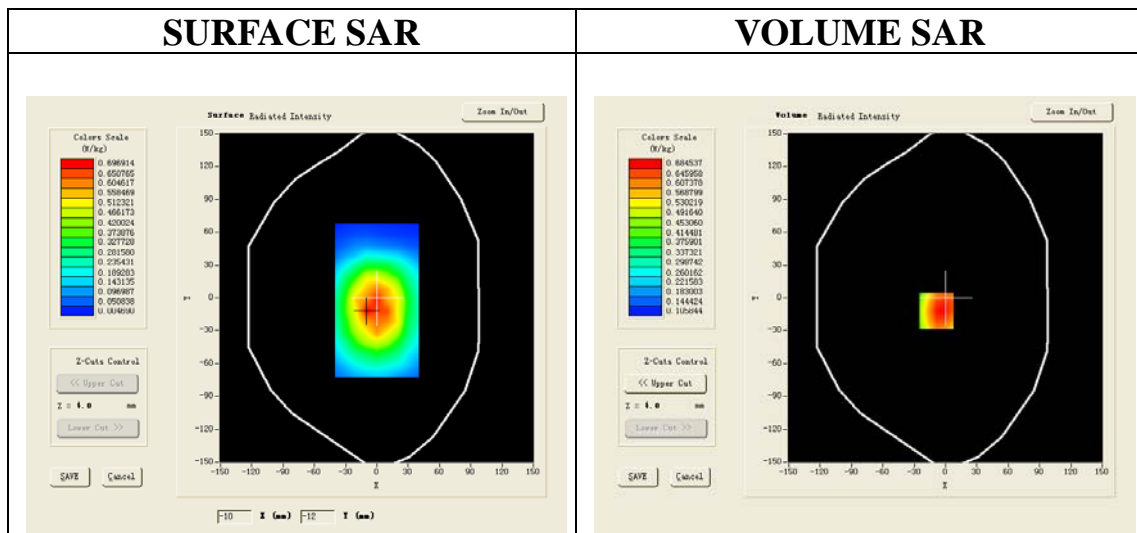 SURFACE SAR
VOLUME SAR
Surface Radiated Intensity
Zoom In/Out
Colors Scale
(W/kg)
0.696914
0.650765
0.604617
0.558469
0.512321
0.466173
0.420024
0.373876
0.327728
0.281580
0.235431
0.189283
0.143135
0.096987
0.050838
0.004690
150
120
90
60
30
0
-30
-60
-90
-120
-150
Y
-150 -120 -90 -60 -30 0 30 60 90 120 150
X
Z-Cuts Control
<< Upper Cut
Z = 4.0 mm
Lower Cut >>
SAVE Cancel
-10 X (mm) -12 Y (mm)
Volume Radiated Intensity
Zoom In/Out
Colors Scale
(W/kg)
0.684537
0.645958
0.607378
0.568799
0.530219
0.491640
0.453060
0.414481
0.375901
0.337321
0.298742
0.260162
0.221583
0.183003
0.144424
0.105844
150
120
90
60
30
0
-30
-60
-90
-120
-150
Y
-150 -120 -90 -60 -30 0 30 60 90 120 150
X
Z-Cuts Control
<< Upper Cut
Z = 4.0 mm
Lower Cut >>
SAVE Cancel